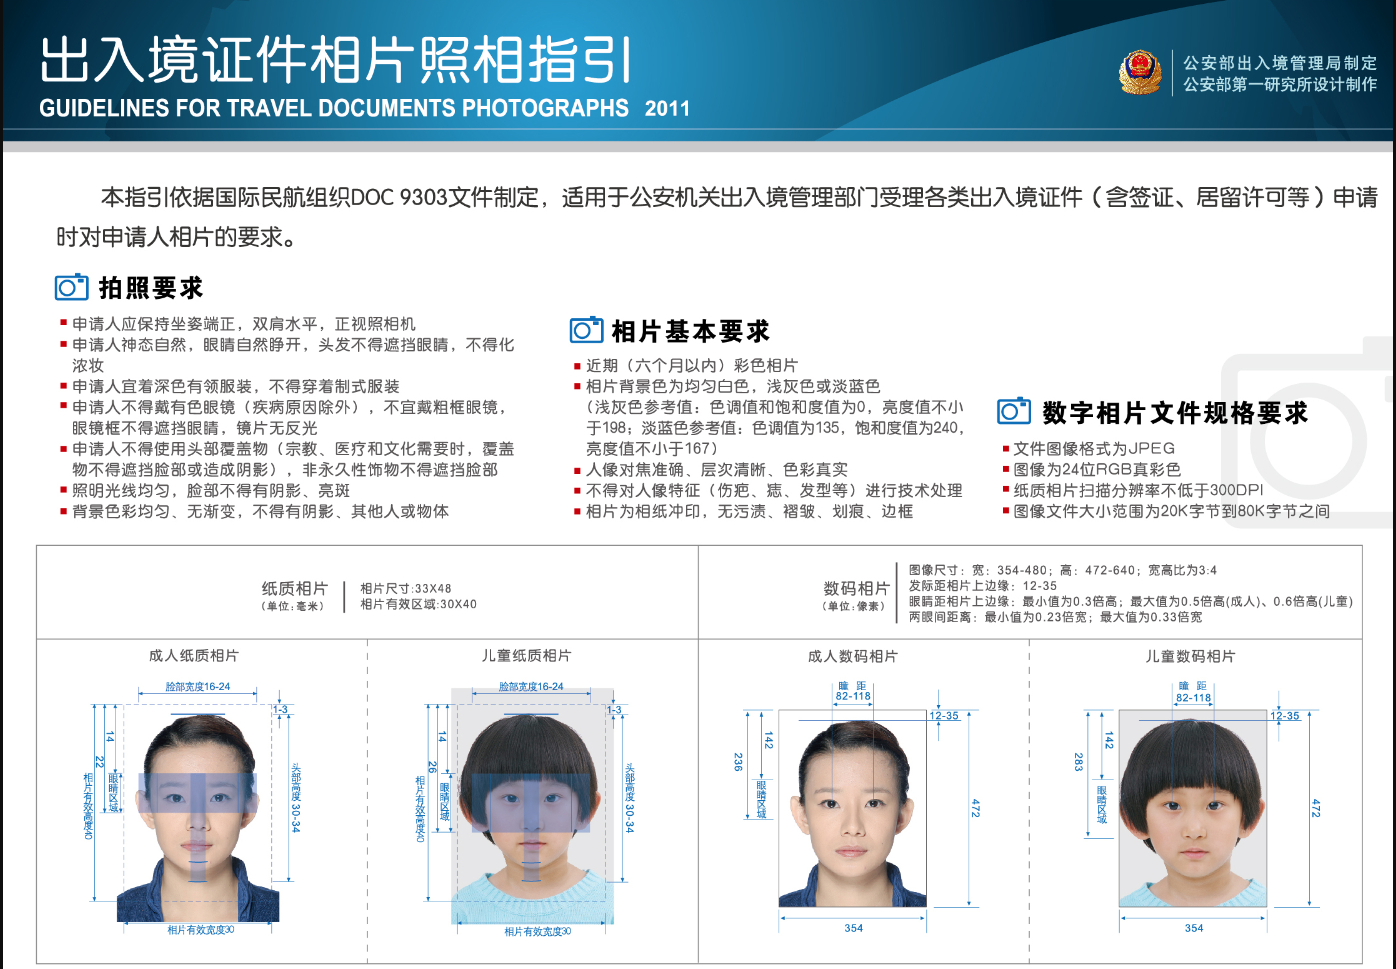 出入境证件相片照相指引
GUIDELINES FOR TRAVEL DOCUMENTS PHOTOGRAPHS 2011
公安部出入境管理局制定
公安部第一研究所设计制作
本指引依据国际民航组织DOC 9303文件制定，适用于公安机关出入境管理部门受理各类出入境证件（含签证、居留许可等）申请
时对申请人相片的要求。
拍照要求
申请人应保持坐姿端正，双肩水平，正视照相机
申请人神态自然，眼睛自然睁开，头发不得遮挡眼睛，不得化
浓妆
申请人宜着深色有领服装，不得穿着制式服装
申请人不得戴有色眼镜（疾病原因除外），不宜戴粗框眼镜，
眼镜框不得遮挡眼睛，镜片无反光
申请人不得使用头部覆盖物（宗教、医疗和文化需要时，覆盖
物不得遮挡脸部或造成阴影），非永久性饰物不得遮挡脸部
照明光线均匀，脸部不得有阴影、亮斑
背景色彩均匀、无渐变，不得有阴影、其他人或物体
相片基本要求
近期（六个月以内）彩色相片
相片背景色为均匀白色，浅灰色或淡蓝色
（浅灰色参考值：色调值和饱和度值为0，亮度值不小
于198；淡蓝色参考值：色调值为135，饱和度值为240，
亮度值不小于167）
人像对焦准确、层次清晰、色彩真实
不得对人像特征（伤疤、痣、发型等）进行技术处理
相片为相纸冲印，无污渍、褶皱、划痕、边框
数字相片文件规格要求
文件图像格式为JPEG
图像为24位RGB真彩色
纸质相片扫描分辨率不低于300DPI
图像文件大小范围为20K字节到80K字节之间
纸质相片
（单位:毫米）
相片尺寸:33X48
相片有效区域:30X40
数码相片
（单位:像素）
图像尺寸：宽：354-480；高：472-640；宽高比为3:4
发际距相片上边缘：12-35
眼睛距相片上边缘：最小值为0.3倍高；最大值为0.5倍高(成人)、0.6倍高(儿童)
两眼间距离：最小值为0.23倍宽；最大值为0.33倍宽
成人纸质相片
脸部宽度16-24
1-3
14
22
眼睛区域
相片有效高度40
头部高度 30-34
相片有效宽度30
儿童纸质相片
脸部宽度16-24
1-3
14
26
眼睛区域
相片有效高度40
头部高度 30-34
相片有效宽度30
成人数码相片
瞳 距
82-118
12-35
142
236
眼睛区域
472
354
儿童数码相片
瞳 距
82-118
12-35
142
283
眼睛区域
472
354